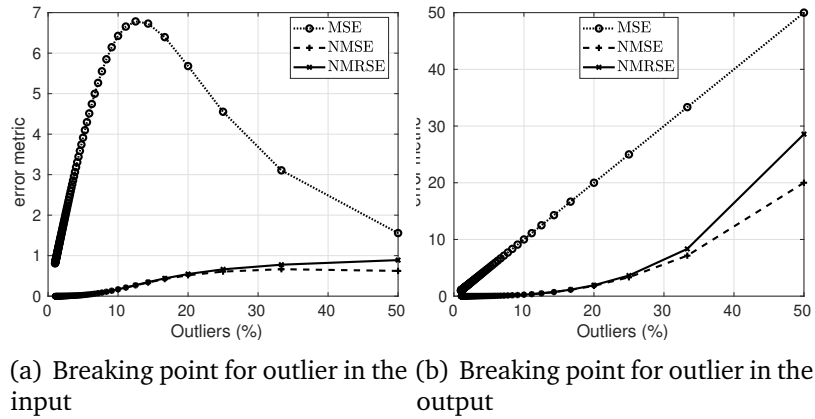 7
6
5
4
3
2
1
0
error metric
0 10 20 30 40 50
Outliers (%)
MSE
NMSE
NMRSE
50
40
30
20
10
0
error metric
0 10 20 30 40 50
Outliers (%)
MSE
NMSE
NMRSE
(a) Breaking point for outlier in the
input
(b) Breaking point for outlier in the
output